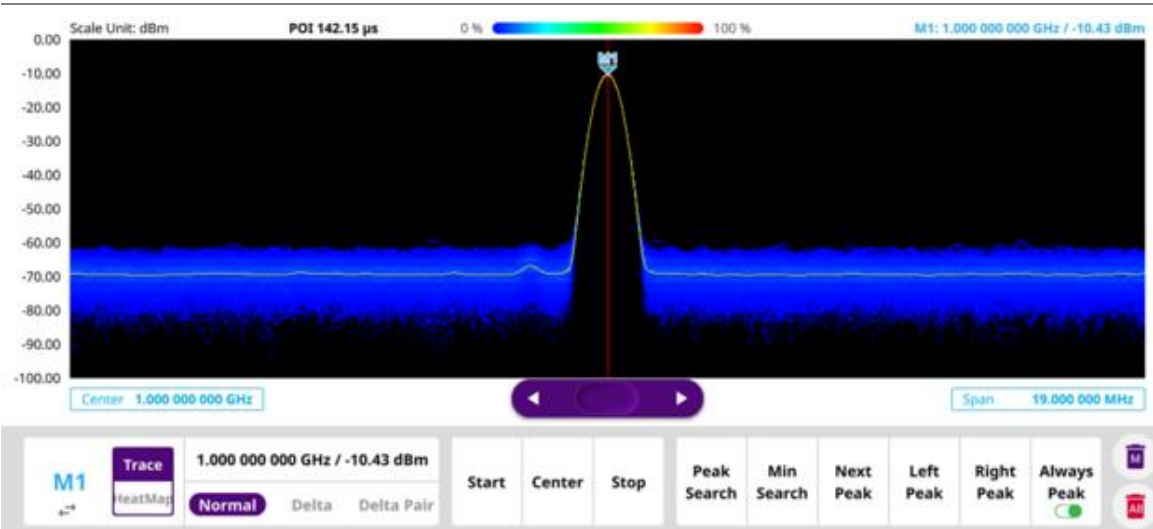 Scale Unit: dBm POI 142.15 µs 0 % 100 % M1: 1.000 000 000 GHz / -10.43 dBm
0.00
M1
-10.00
-20.00
-30.00
-40.00
-50.00
-60.00
-70.00
-80.00
-90.00
-100.00
Center 1.000 000 000 GHz Span 19.000 000 MHz
M1
Trace
HeatMap
1.000 000 000 GHz / -10.43 dBm
Normal Delta Delta Pair
Start Center Stop
Peak Search
Min Search
Next Peak
Left Peak
Right Peak
Always Peak
M
All